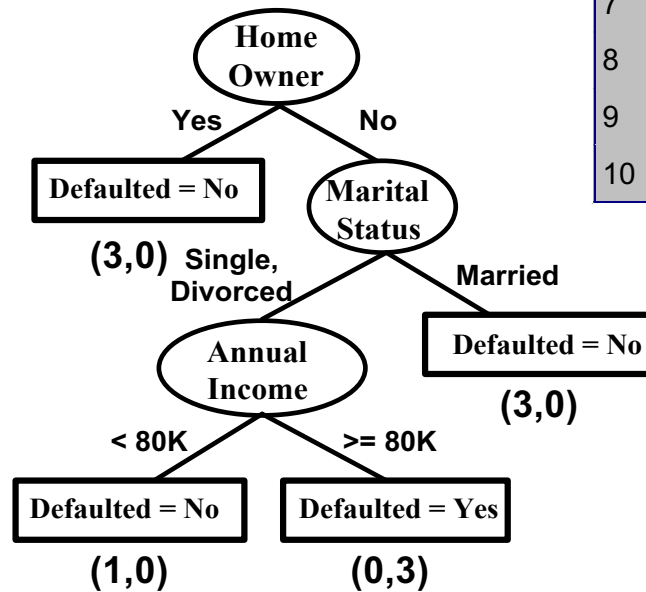 7
8
9
10
Home
Owner
Yes
No
Defaulted = No
(3,0)
Marital
Status
Single,
Divorced
Married
Annual
Income
Defaulted = No
(3,0)
< 80K
>= 80K
Defaulted = No
(1,0)
Defaulted = Yes
(0,3)